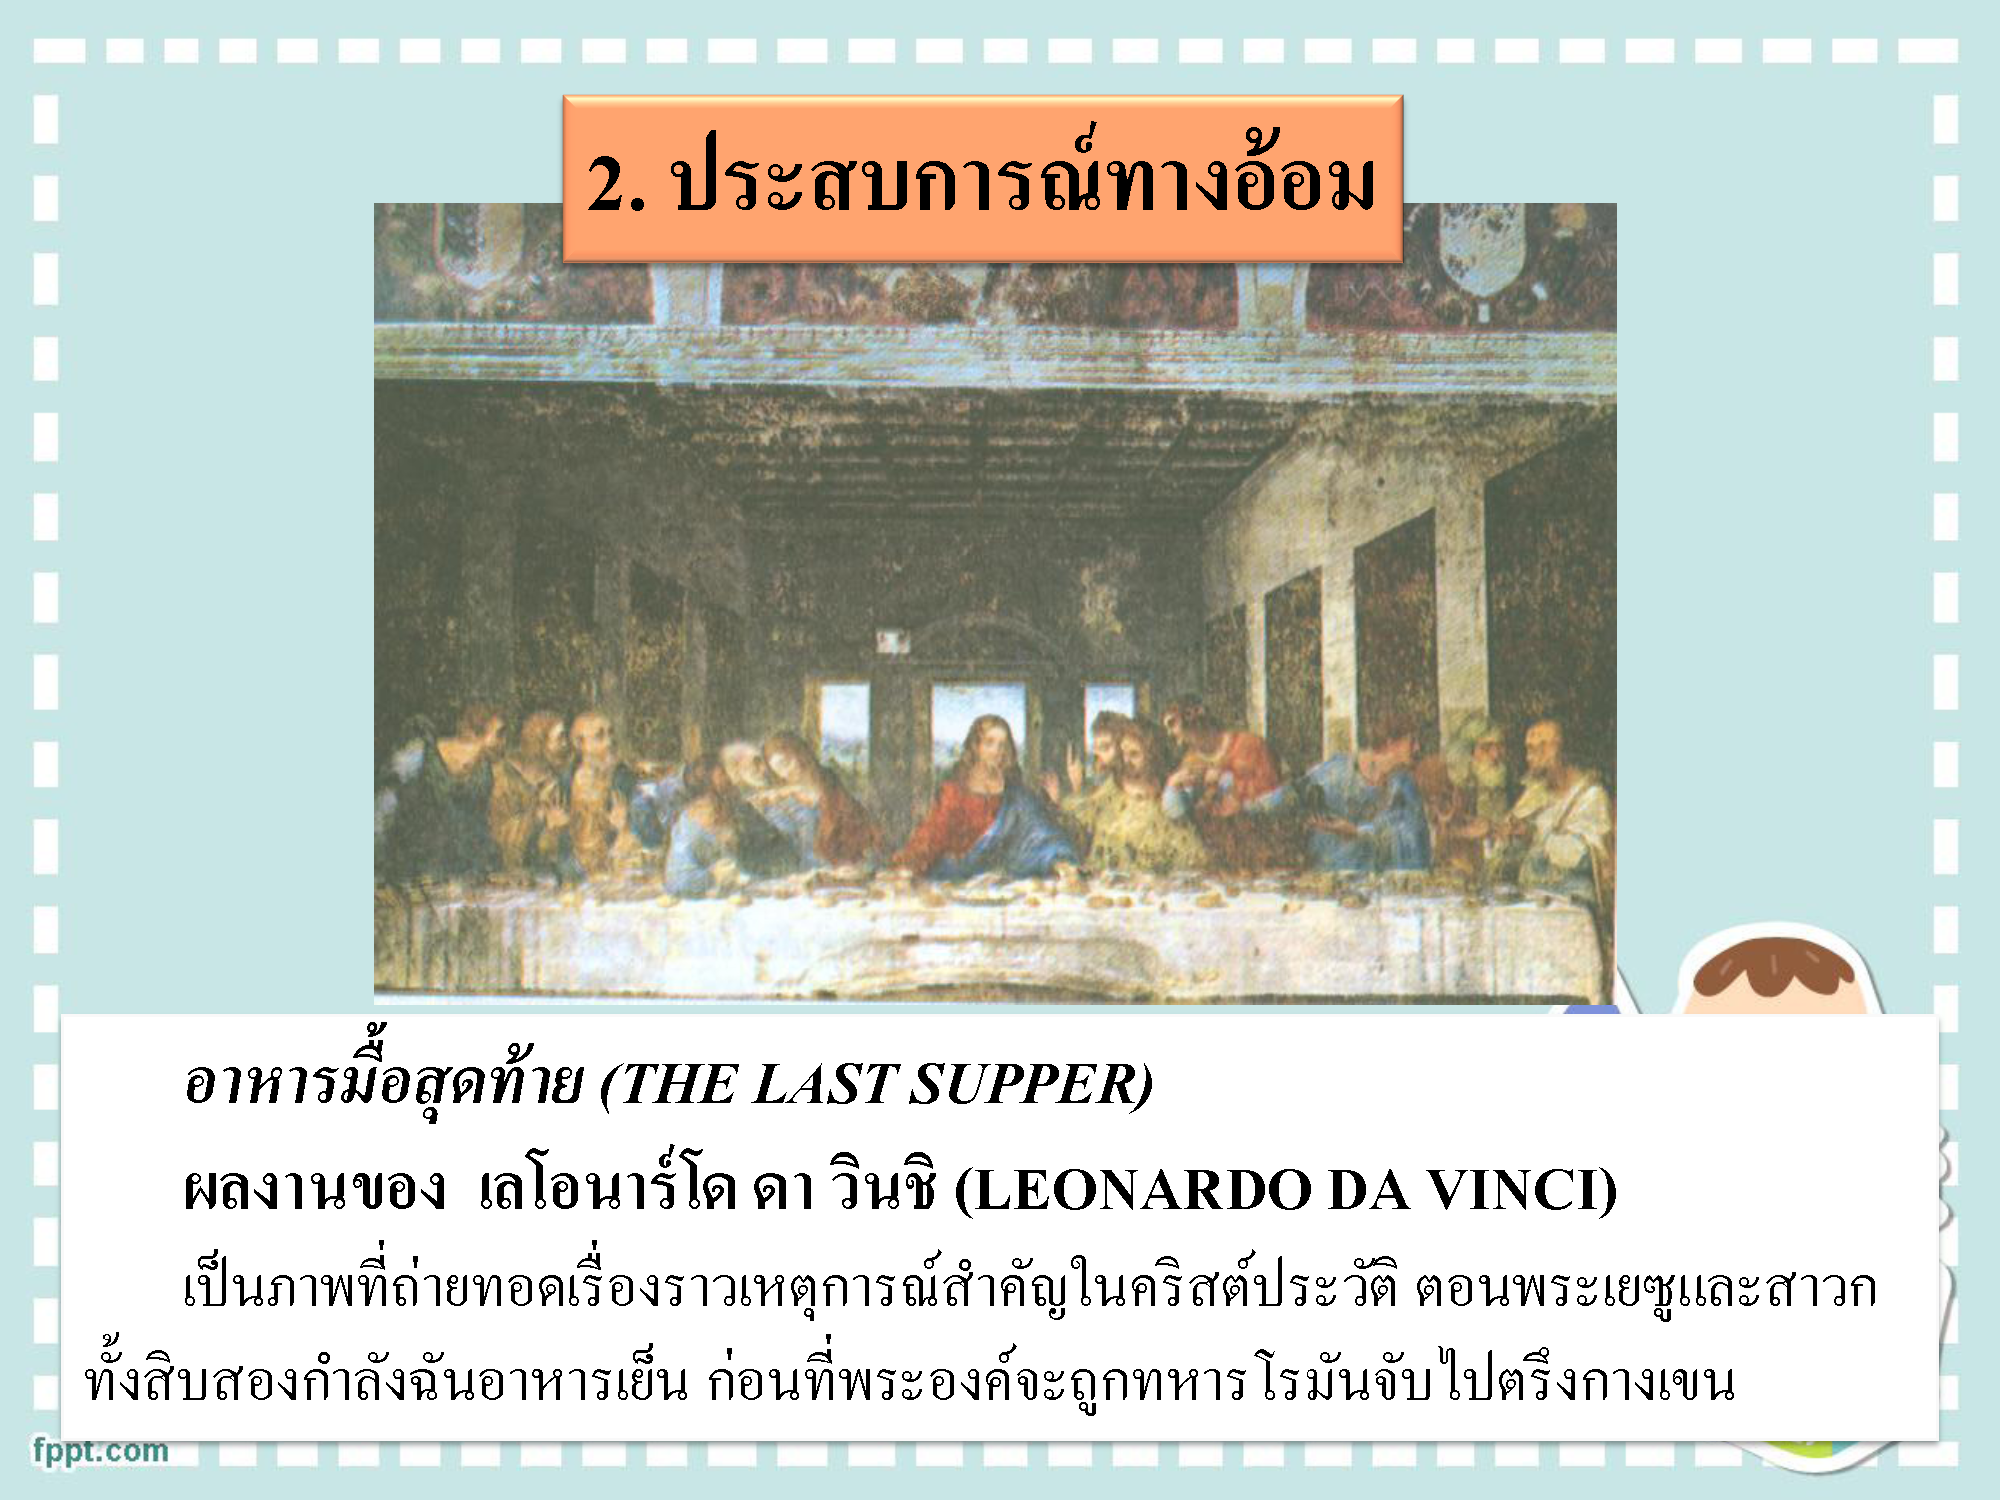 2. ประสบการณ์ทางอ้อม
อาหารมื้อสุดท้าย (THE LAST SUPPER)
ผลงานของ เลโอนาร์โด ดา วินชิ (LEONARDO DA VINCI)
เป็นภาพที่ถ่ายทอดเรื่องราวเหตุการณ์สำคัญในคริสต์ประวัติ ตอนพระเยซูและสาวก
ทั้งสิบสองกำลังฉันอาหารเย็น ก่อนที่พระองค์จะถูกทหารโรมันจับไปตรึงกางเขน
fppt.com